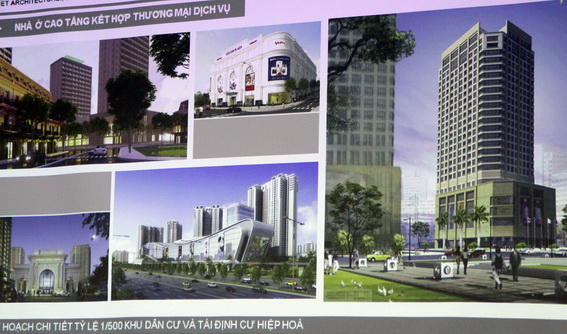 NHÀ Ở CAO TẦNG KẾT HỢP THƯƠNG MẠI DỊCH VỤ
HOẠCH CHI TIẾT TỶ LỆ 1/500 KHU DÂN CƯ VÀ TÁI ĐỊNH CƯ HIỆP HOÀ